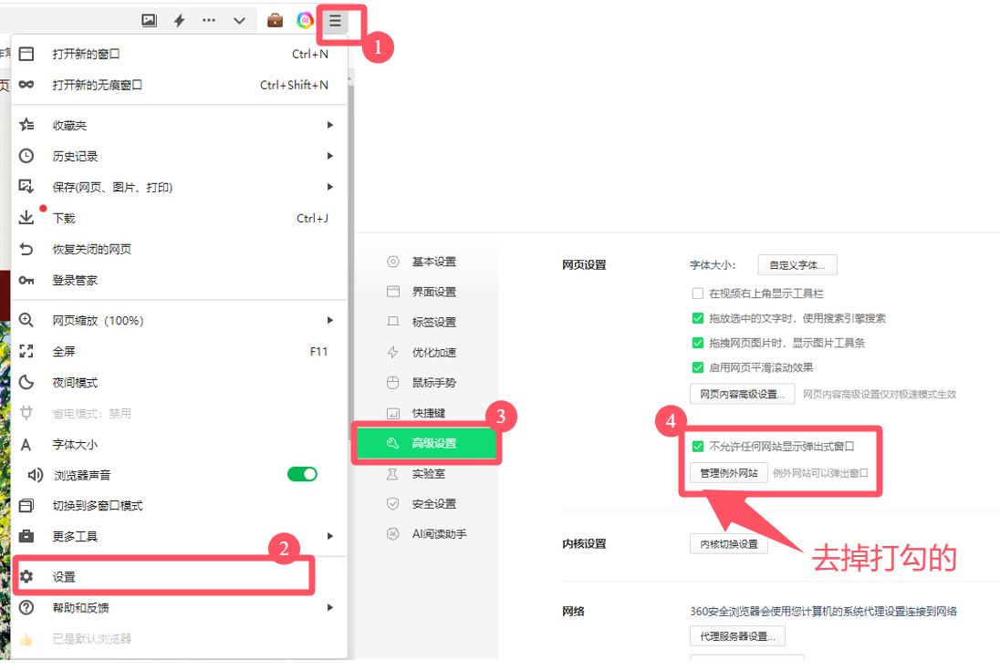 AI
1
作常
页
打开新的窗口 Ctrl+N
打开新的无痕窗口 Ctrl+Shift+N
收藏夹
历史记录
保存(网页、图片、打印)
下载 Ctrl+J
恢复关闭的网页
登录管家
网页缩放（100%）
全屏 F11
夜间模式
省电模式：禁用
字体大小
浏览器声音
切换到多窗口模式
更多工具
2
设置
帮助和反馈
已是默认浏览器
基本设置
界面设置
标签设置
优化加速
鼠标手势
快捷键
3
高级设置
实验室
安全设置
AI阅读助手
网页设置
字体大小： 自定义字体...
在视频右上角显示工具栏
拖放选中的文字时，使用搜索引擎搜索
拖拽网页图片时，显示图片工具条
启用网页平滑滚动效果
网页内容高级设置... 网页内容高级设置仅对极速模式生效
4
不允许任何网站显示弹出式窗口
管理例外网站 例外网站可以弹出窗口
内核设置
内核切换设置
去掉打勾的
网络
360安全浏览器会使用您计算机的系统代理设置连接到网络
代理服务器设置...